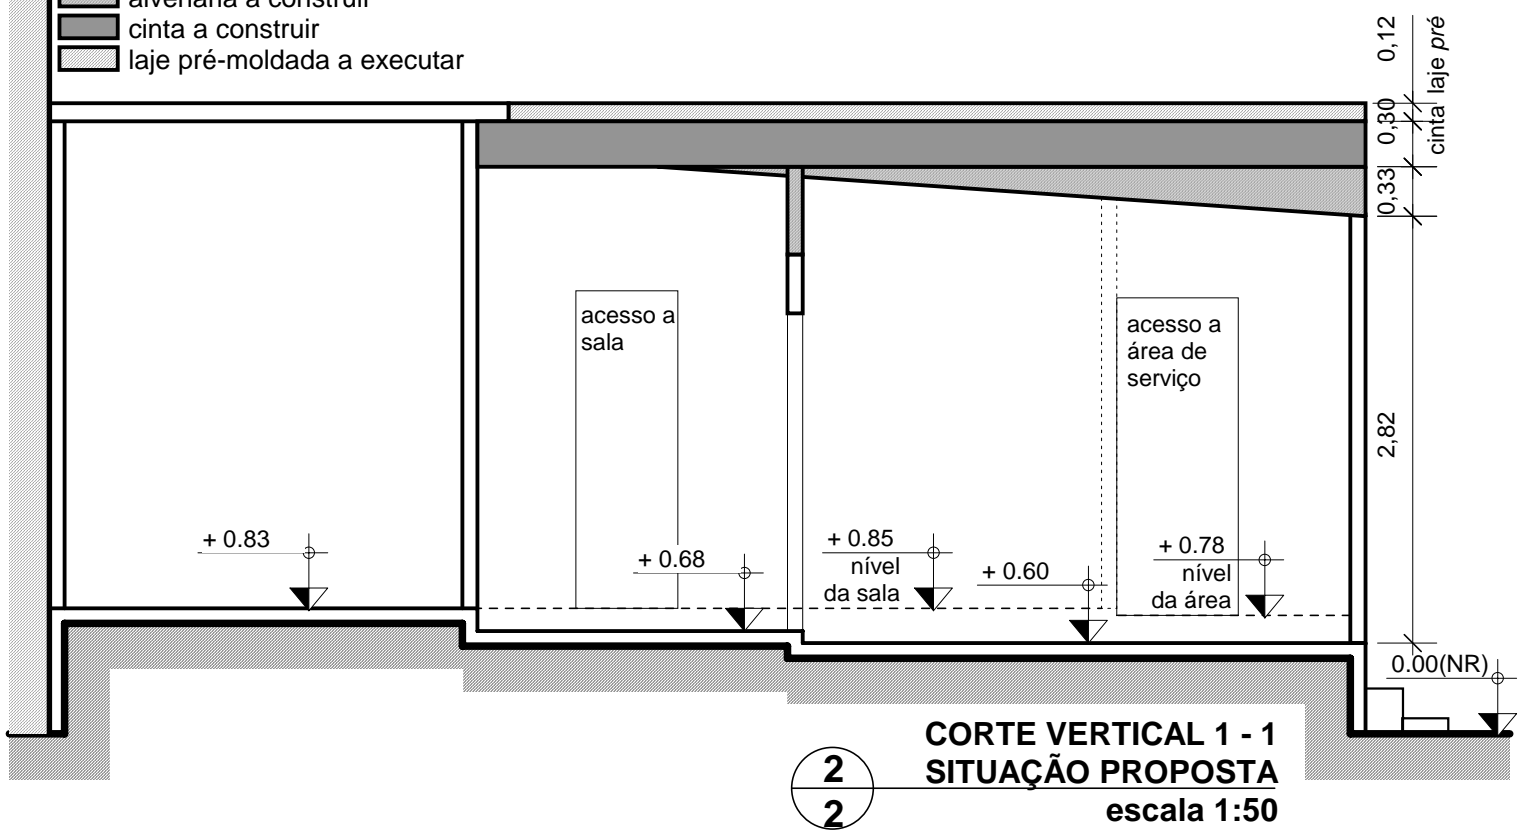 alvenaria a construir
cinta a construir
laje pré-moldada a executar
0,12
laje pré
0,30
cinta
0,33
2,82
acesso a
sala
acesso a
área de
serviço
+ 0.83
+ 0.68
+ 0.85
nível
da sala
+ 0.60
+ 0.78
nível
da área
0.00(NR)
CORTE VERTICAL 1 - 1
SITUAÇÃO PROPOSTA
escala 1:50
2
2